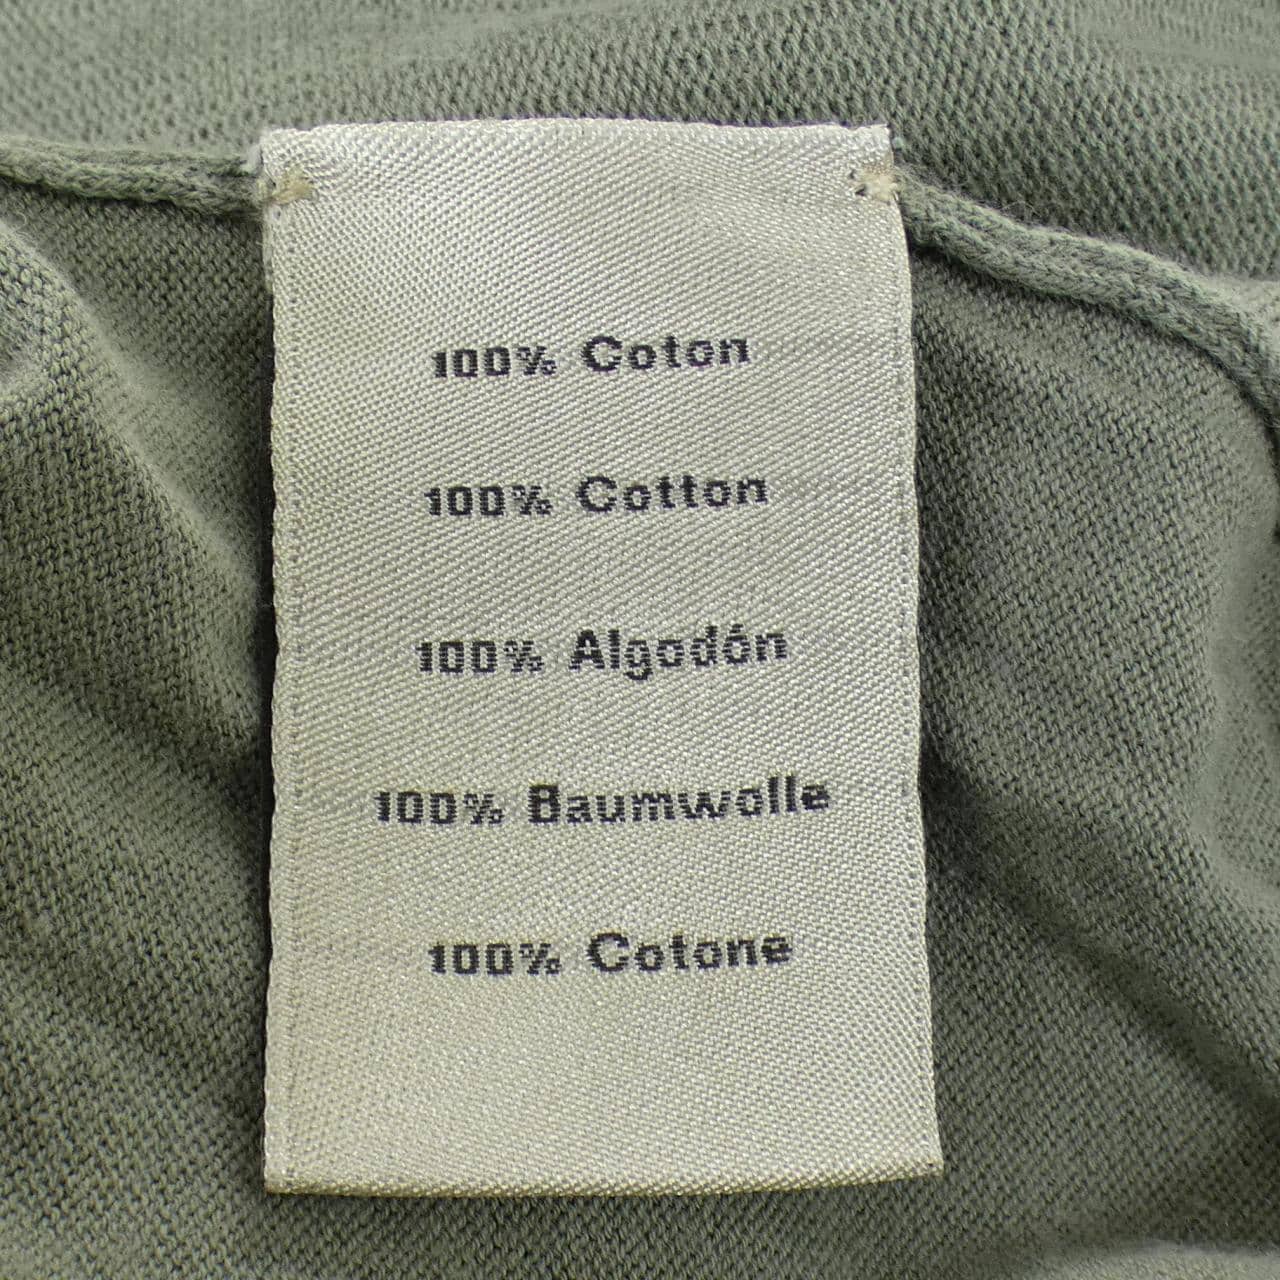 100% Coton
100% Cotton
100% Algodón
100% Baumwolle
100% Cotone